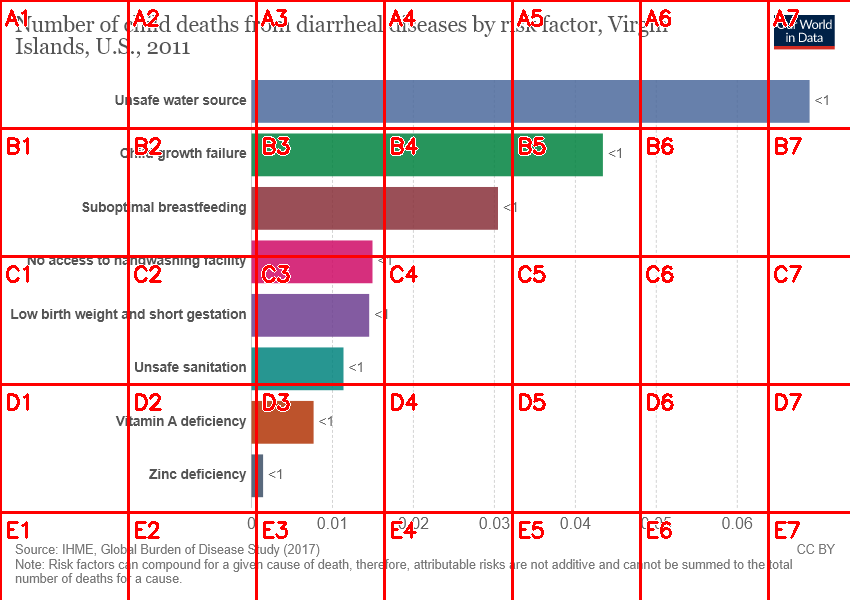 Number of child deaths from diarrheal diseases by risk factor, Virgin
Islands, U.S., 2011
Our World
in Data
Unsafe water source
<1
Child growth failure
<1
Suboptimal breastfeeding
<1
No access to handwashing facility
<1
Low birth weight and short gestation
<1
Unsafe sanitation
<1
Vitamin A deficiency
<1
Zinc deficiency
<1
0 0.01 0.02 0.03 0.04 0.05 0.06
Source: IHME, Global Burden of Disease Study (2017)
CC BY
Note: Risk factors can compound for a given cause of death, therefore, attributable risks are not additive and cannot be summed to the total
number of deaths for a cause.
A1 A2 A3 A4 A5 A6 A7
B1 B2 B3 B4 B5 B6 B7
C1 C2 C3 C4 C5 C6 C7
D1 D2 D3 D4 D5 D6 D7
E1 E2 E3 E4 E5 E6 E7